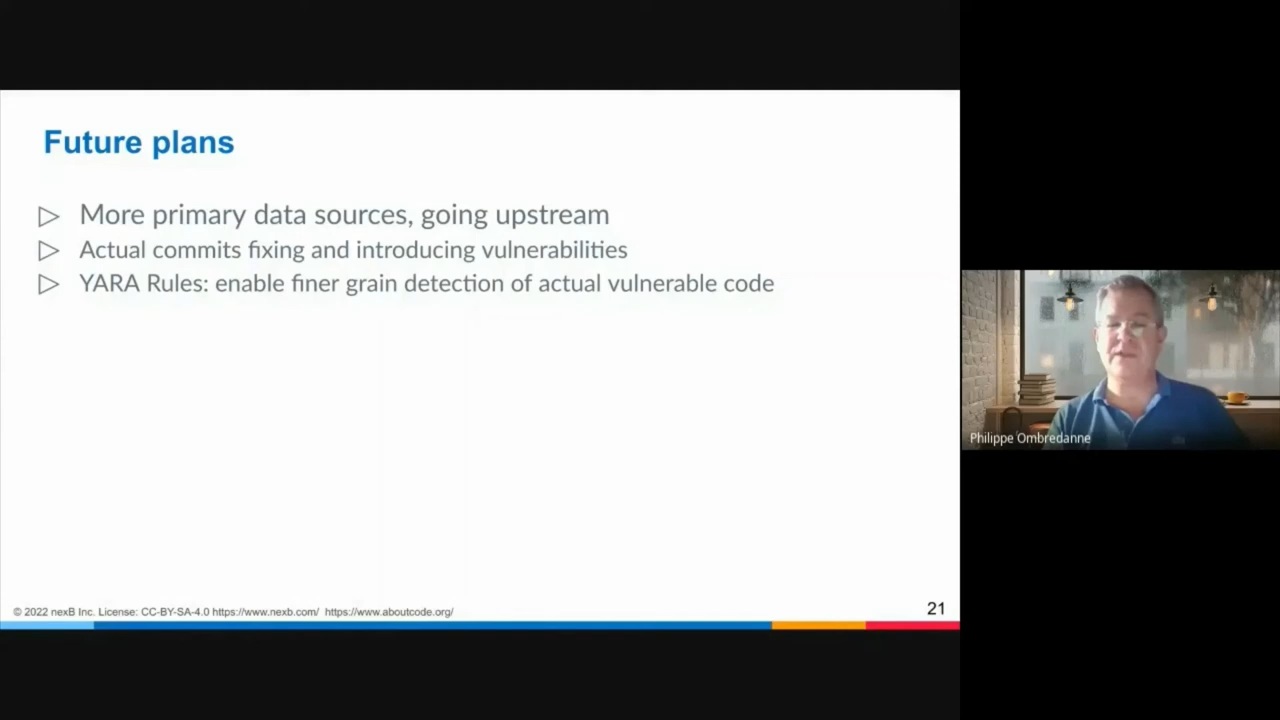 Future plans
▷ More primary data sources, going upstream
▷ Actual commits fixing and introducing vulnerabilities
▷ YARA Rules: enable finer grain detection of actual vulnerable code
Philippe Ombredanne
© 2022 nexB Inc. License: CC-BY-SA-4.0 https://www.nexb.com/ https://www.aboutcode.org/
21